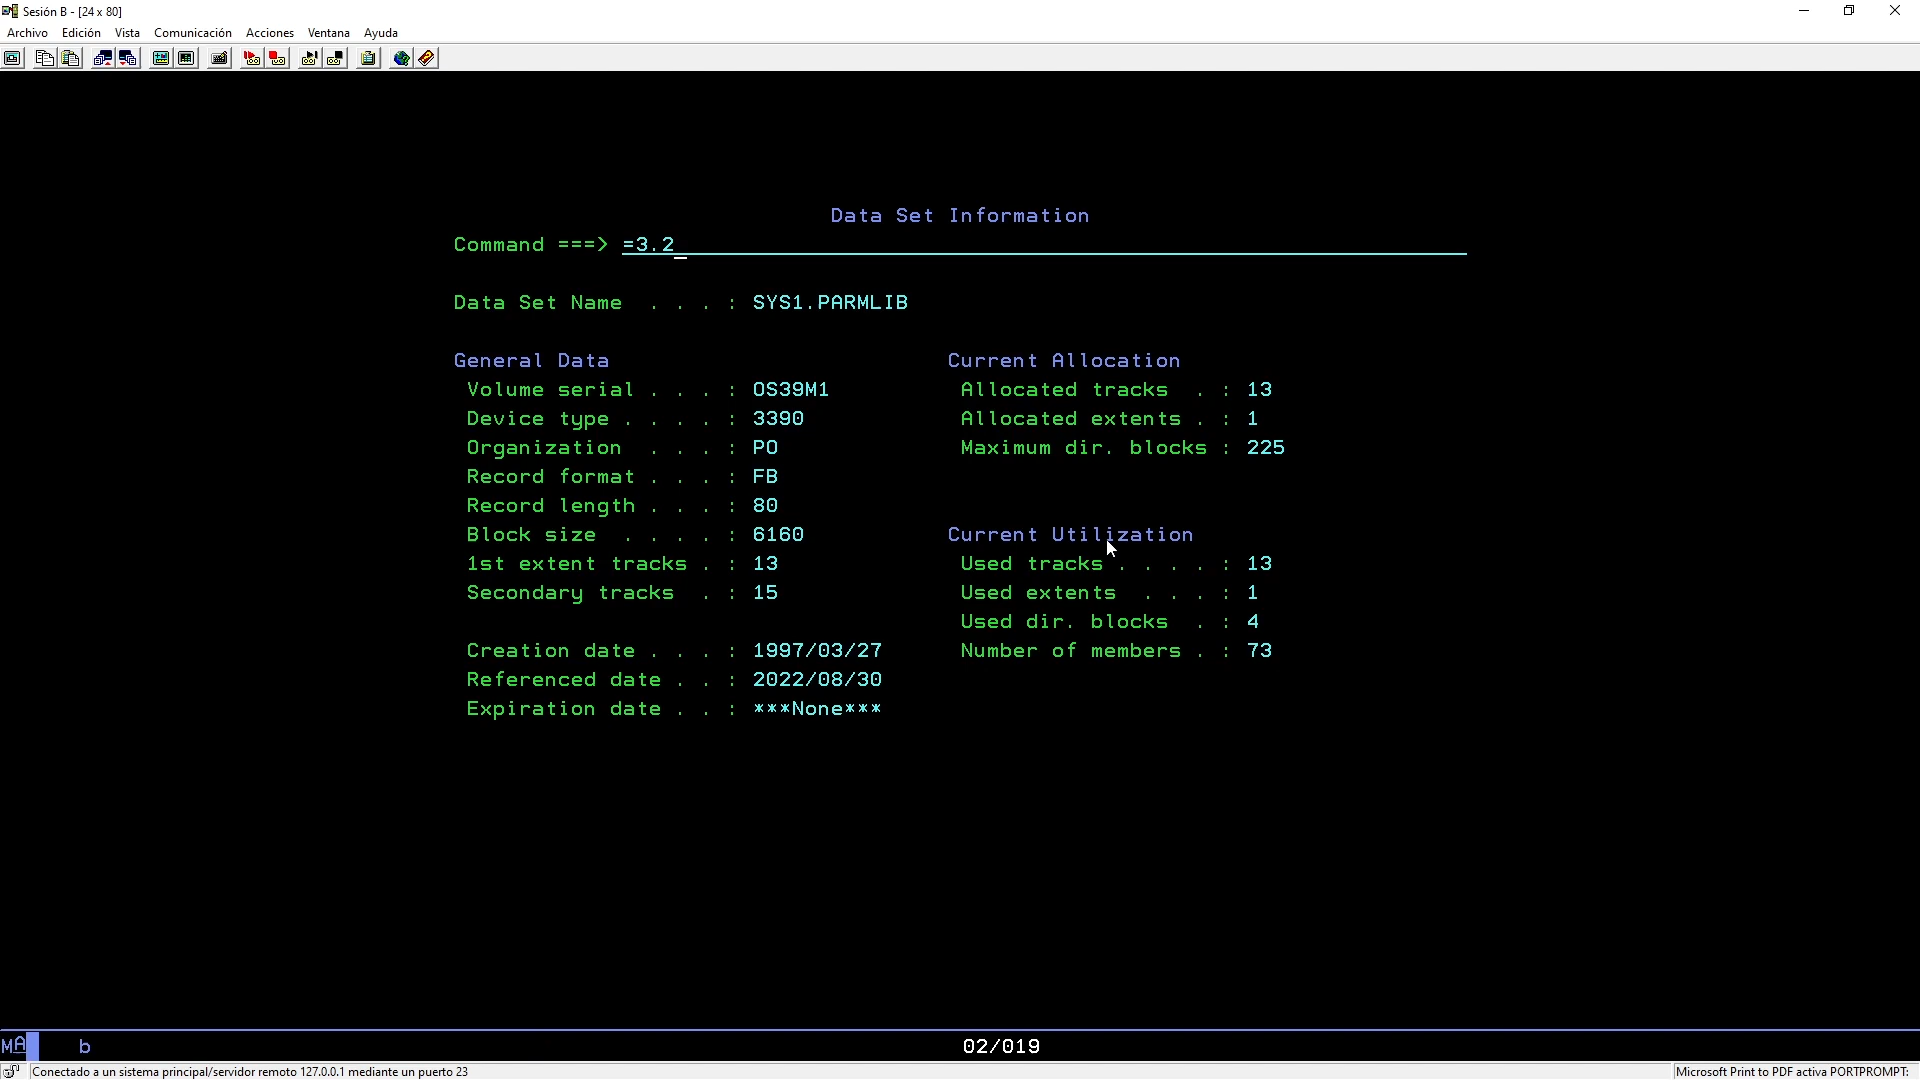 Sesión B - [24 x 80]
Archivo Edición Vista Comunicación Acciones Ventana Ayuda
Data Set Information
Command ===> =3.2_
Data Set Name . . . : SYS1.PARMLIB
General Data Current Allocation
Volume serial . . . : OS39M1 Allocated tracks . : 13
Device type . . . . : 3390 Allocated extents . : 1
Organization . . . : PO Maximum dir. blocks : 225
Record format . . . : FB
Record length . . . : 80
Block size . . . . : 6160 Current Utilization
1st extent tracks . : 13 Used tracks . . . . : 13
Secondary tracks . : 15 Used extents . . . : 1
Used dir. blocks . : 4
Creation date . . . : 1997/03/27 Number of members . : 73
Referenced date . . : 2022/08/30
Expiration date . . : ***None***
MA b 02/019
Conectado a un sistema principal/servidor remoto 127.0.0.1 mediante un puerto 23 Microsoft Print to PDF activa PORTPROMPT: